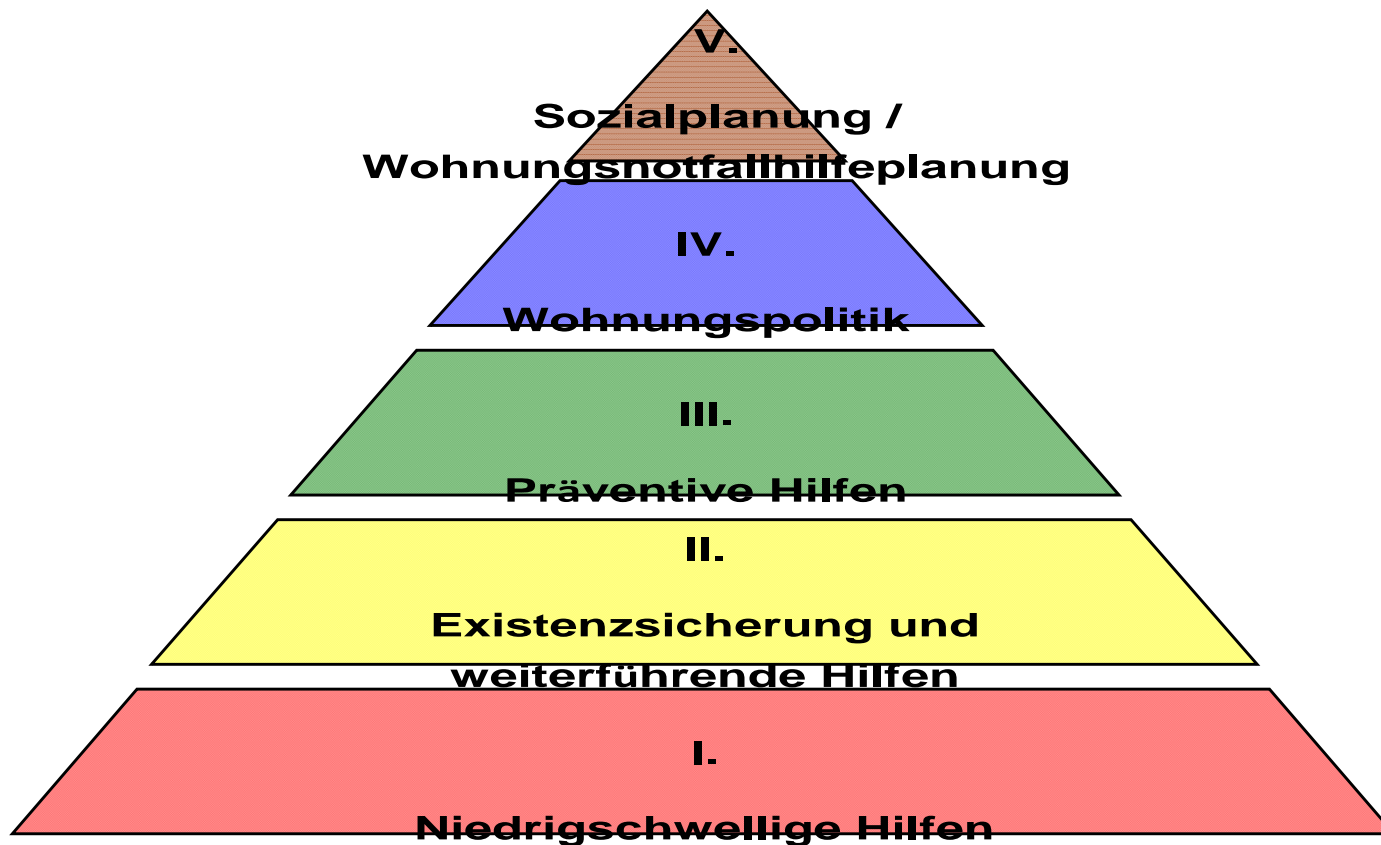 V.
Sozialplanung /
Wohnungsnotfallhilfeplanung
IV.
Wohnungspolitik
III.
Präventive Hilfen
II.
Existenzsicherung und
weiterführende Hilfen
I.
Niedrigschwellige Hilfen